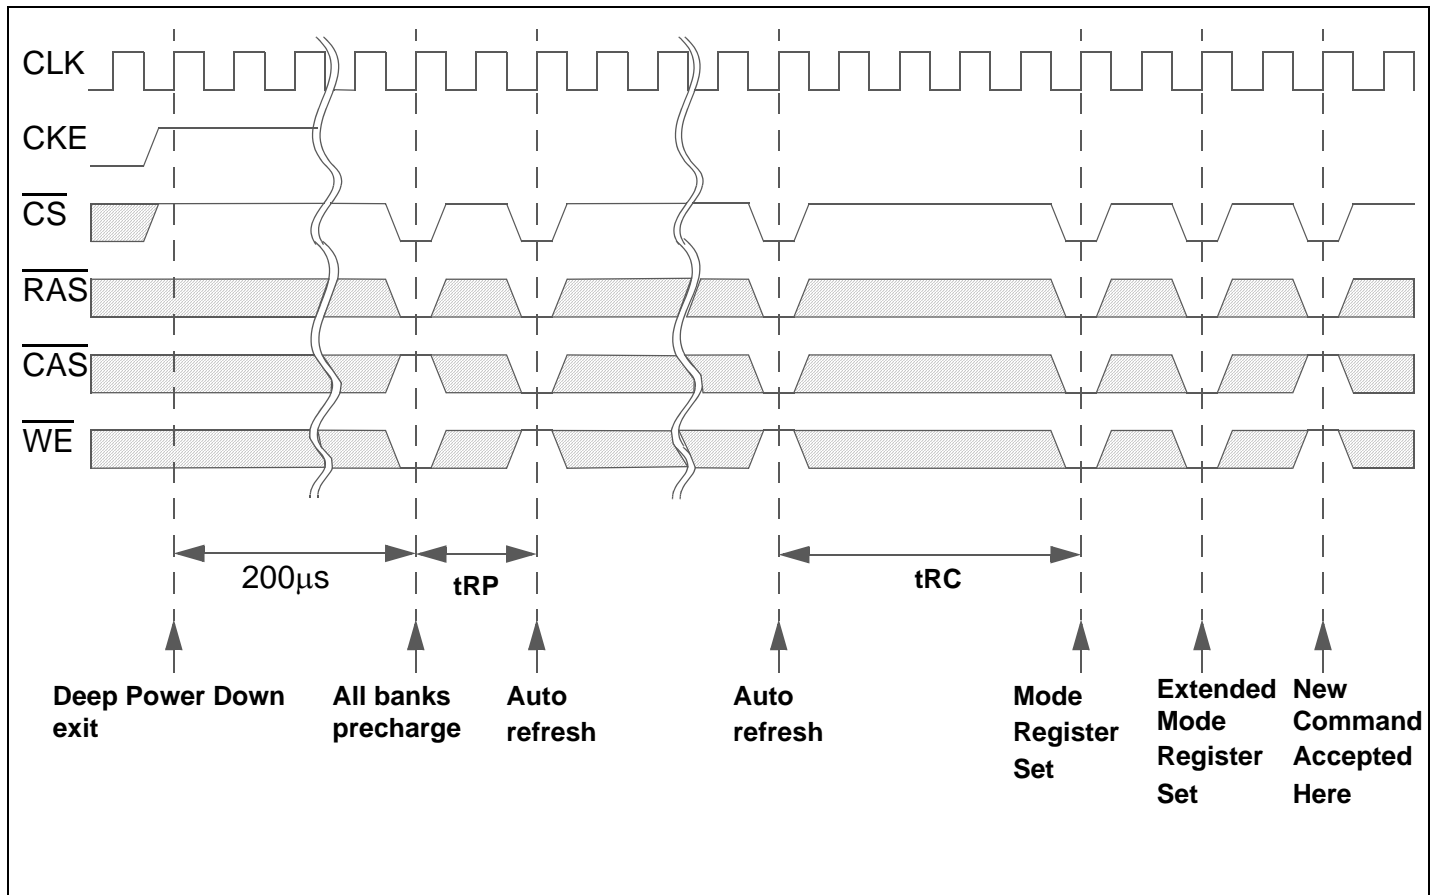 CLK
CKE
CS
RAS
CAS
WE
200μs
tRP
tRC
Deep Power Down
exit
All banks
precharge
Auto
refresh
Auto
refresh
Mode
Register
Set
Extended
Mode
Register
Set
New
Command
Accepted
Here